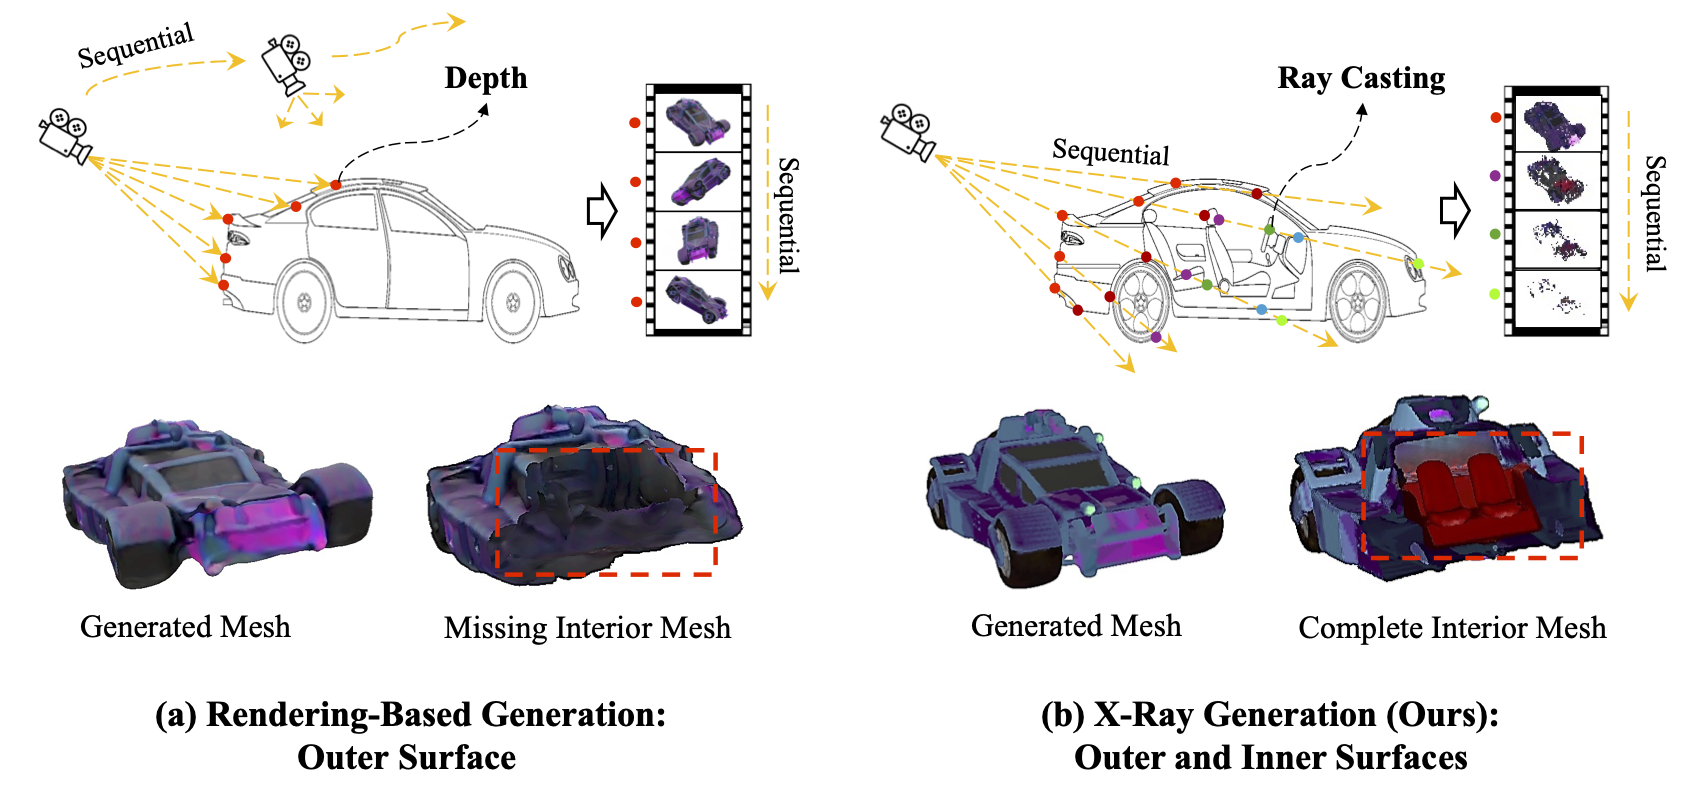 Sequential
Depth
Sequential
Generated Mesh
Missing Interior Mesh
(a) Rendering-Based Generation:
Outer Surface
Ray Casting
Sequential
Sequential
Generated Mesh
Complete Interior Mesh
(b) X-Ray Generation (Ours):
Outer and Inner Surfaces